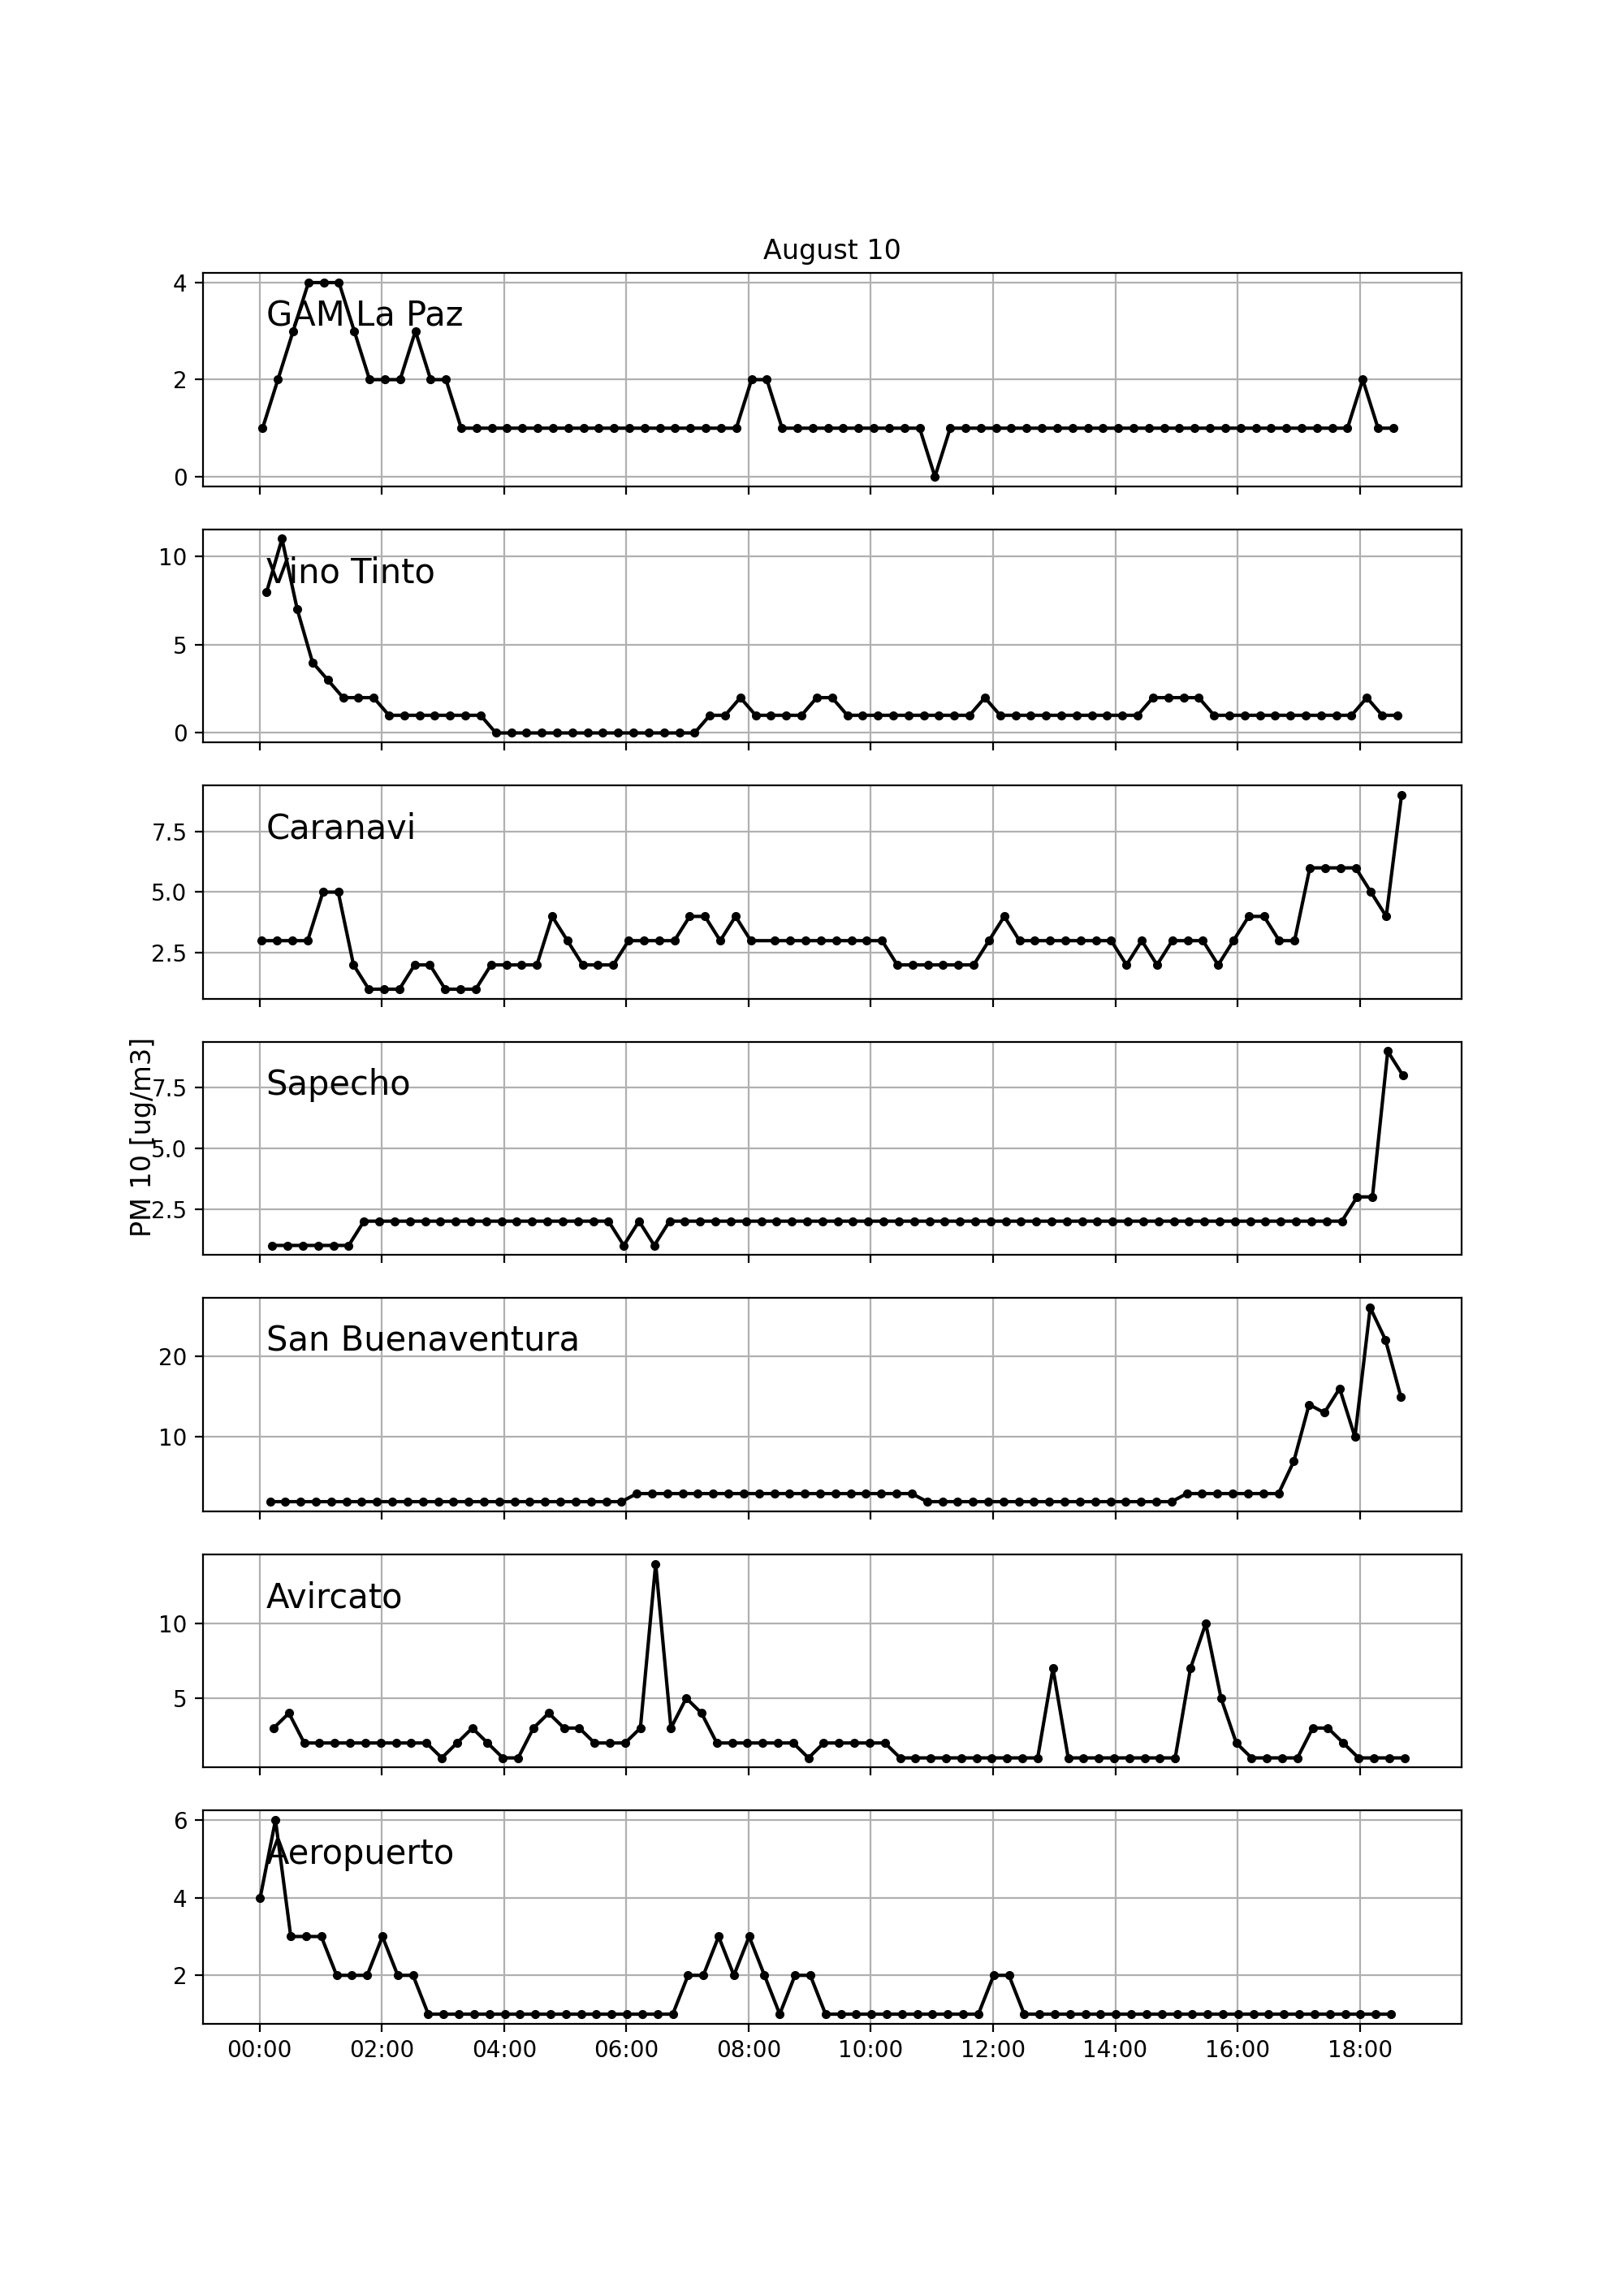 August 10
4
GAM La Paz
2
0
10
Vino Tinto
5
0
Caranavi
7.5
5.0
2.5
PM 10 [ug/m3]
Sapecho
7.5
5.0
2.5
San Buenaventura
20
10
Avircato
10
5
6
Aeropuerto
4
2
00:00 02:00 04:00 06:00 08:00 10:00 12:00 14:00 16:00 18:00